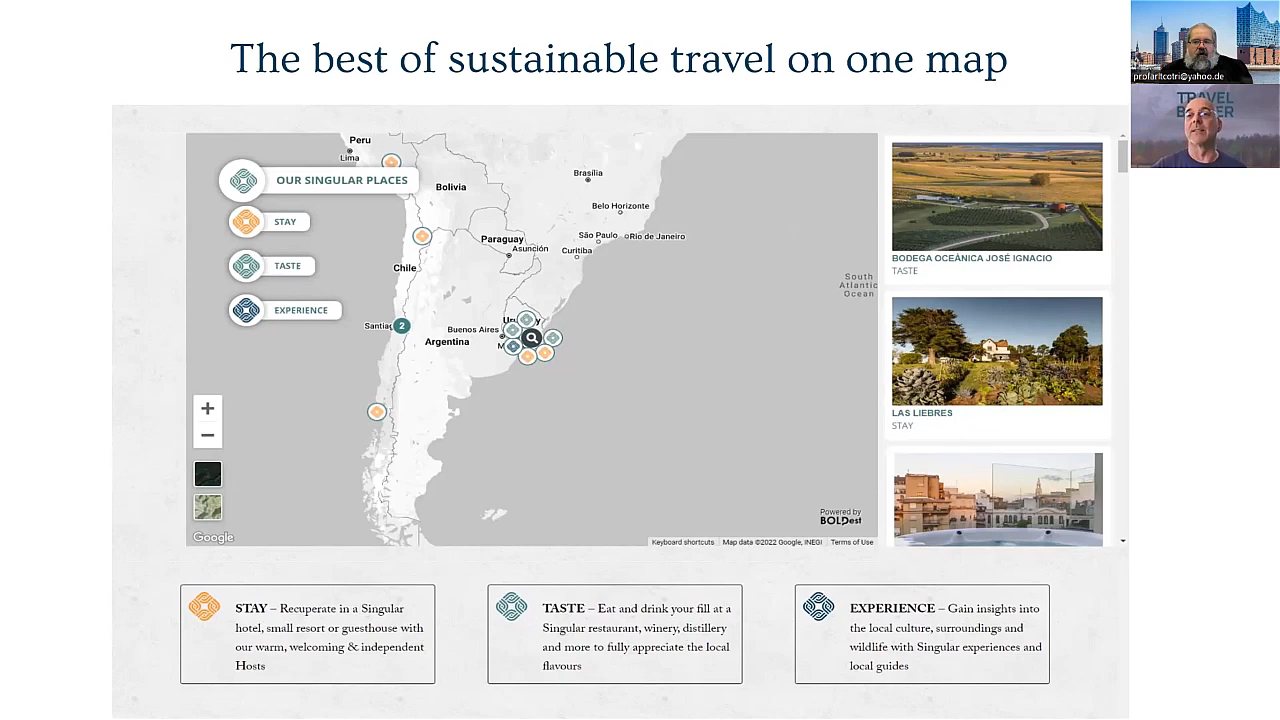 The best of sustainable travel on one map
profarltcotri@yahoo.de
TRAVEL
Peru
Lima
OUR SINGULAR PLACES
STAY
TASTE
EXPERIENCE
Bolivia
Brasília
Belo Horizonte
Paraguay
Asunción
São Paulo
Rio de Janeiro
Curitiba
Chile
South
Atlantic
Ocean
Santiag
2
Buenos Aires
Argentina
+
−
Google
Powered by
BOLDest
Keyboard shortcuts
Map data ©2022 Google, INEGI
Terms of Use
BODEGA OCEÁNICA JOSÉ IGNACIO
TASTE
LAS LIEBRES
STAY
STAY – Recuperate in a Singular
hotel, small resort or guesthouse with
our warm, welcoming & independent
Hosts
TASTE – Eat and drink your fill at a
Singular restaurant, winery, distillery
and more to fully appreciate the local
flavours
EXPERIENCE – Gain insights into
the local culture, surroundings and
wildlife with Singular experiences and
local guides